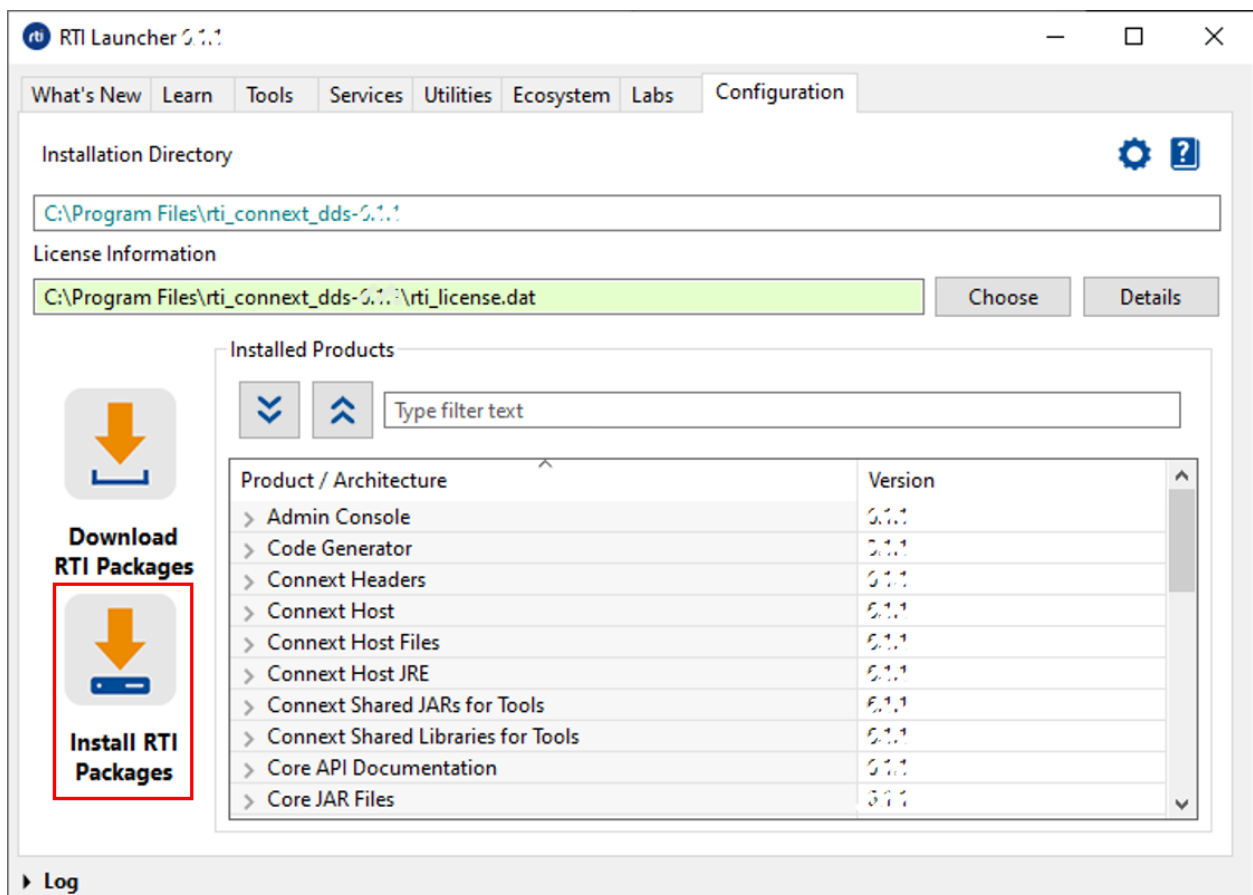 rti RTI Launcher
What's New Learn Tools Services Utilities Ecosystem Labs Configuration
Installation Directory
C:\Program Files\rti_connext_dds-
License Information
C:\Program Files\rti_connext_dds- \rti_license.dat Choose Details
Installed Products
Type filter text
Download
RTI Packages
Install RTI
Packages
Product / Architecture Version
Admin Console
Code Generator
Connext Headers
Connext Host
Connext Host Files
Connext Host JRE
Connext Shared JARs for Tools
Connext Shared Libraries for Tools
Core API Documentation
Core JAR Files
Log